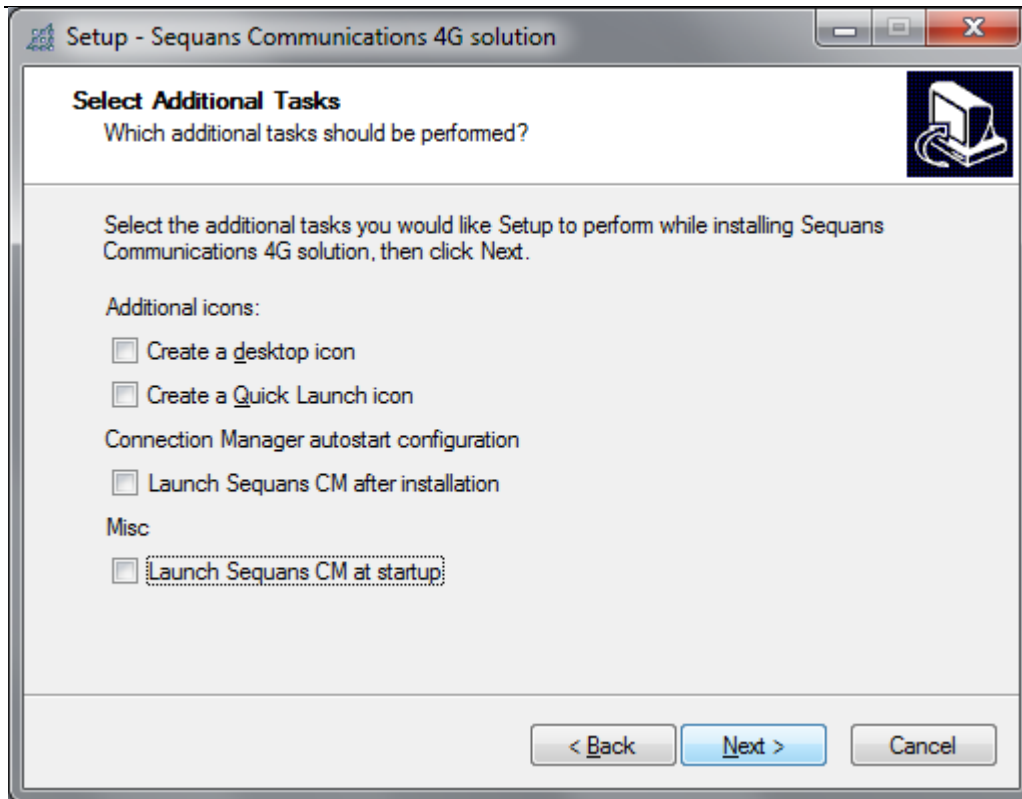 Setup - Sequans Communications 4G solution
Select Additional Tasks
Which additional tasks should be performed?
Select the additional tasks you would like Setup to perform while installing Sequans
Communications 4G solution, then click Next.
Additional icons:
Create a desktop icon
Create a Quick Launch icon
Connection Manager autostart configuration
Launch Sequans CM after installation
Misc
Launch Sequans CM at startup
< Back Next > Cancel